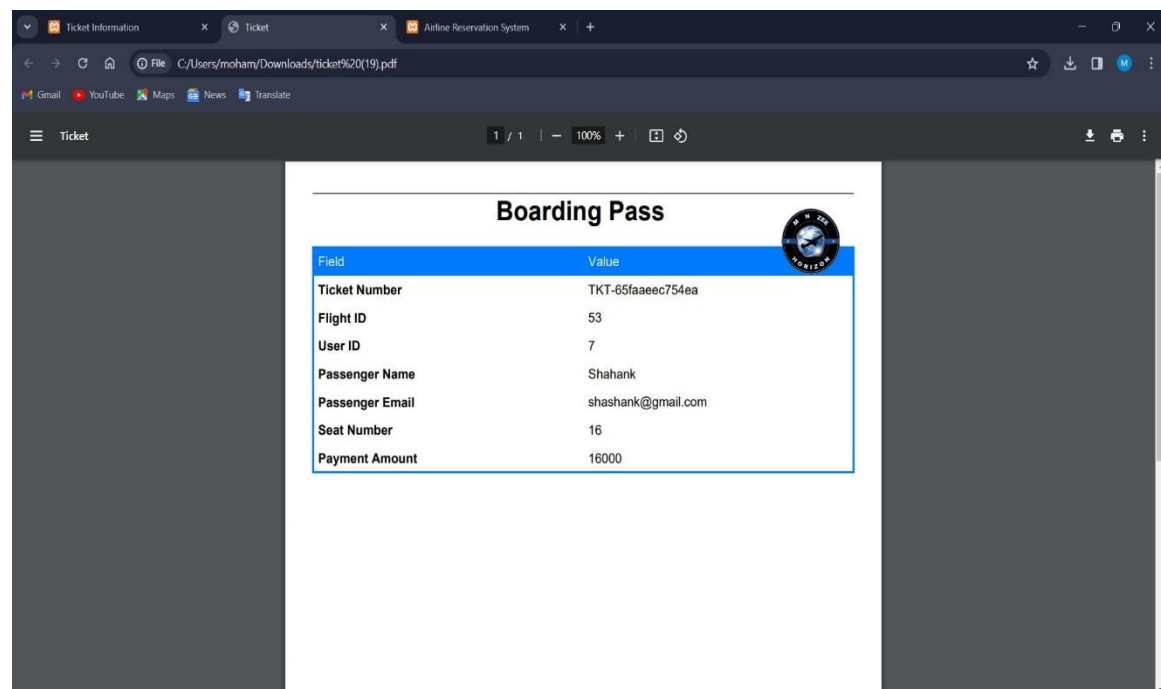 Ticket Information
Ticket
Airline Reservation System
File C:/Users/moham/Downloads/ticket%20(19).pdf
M
Gmail YouTube Maps News Translate
Ticket 1 / 1 100%
Boarding Pass
M N ZEE
HORIZON
Field Value
Ticket Number TKT-65faaeec754ea
Flight ID 53
User ID 7
Passenger Name Shahank
Passenger Email shashank@gmail.com
Seat Number 16
Payment Amount 16000